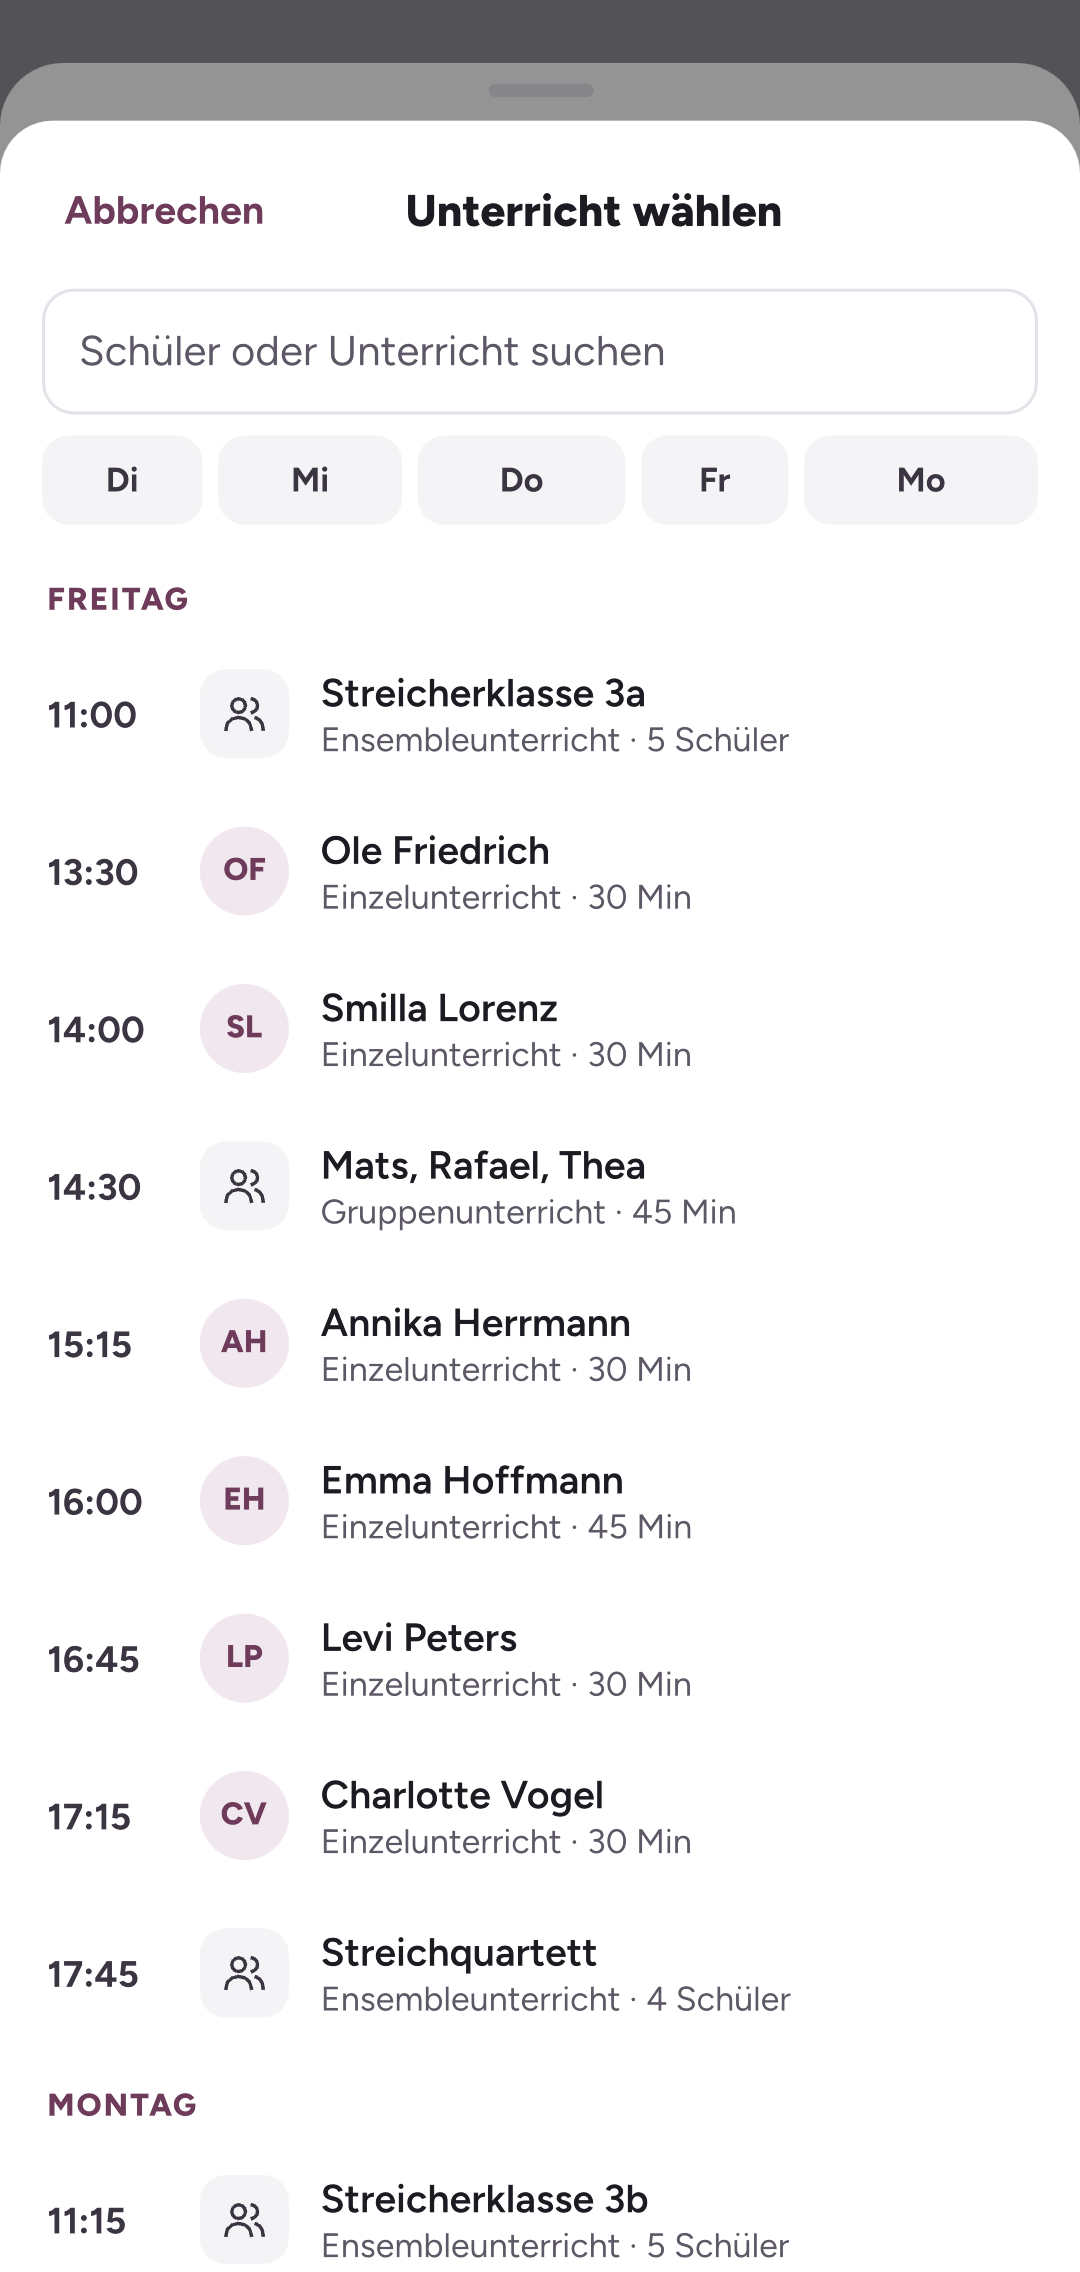 Abbrechen
Unterricht wählen
Schüler oder Unterricht suchen
Di
Mi
Do
Fr
Mo
FREITAG
11:00
Streicherklasse 3a
Ensembleunterricht · 5 Schüler
13:30
OF
Ole Friedrich
Einzelunterricht · 30 Min
14:00
SL
Smilla Lorenz
Einzelunterricht · 30 Min
14:30
Mats, Rafael, Thea
Gruppenunterricht · 45 Min
15:15
AH
Annika Herrmann
Einzelunterricht · 30 Min
16:00
EH
Emma Hoffmann
Einzelunterricht · 45 Min
16:45
LP
Levi Peters
Einzelunterricht · 30 Min
17:15
CV
Charlotte Vogel
Einzelunterricht · 30 Min
17:45
Streichquartett
Ensembleunterricht · 4 Schüler
MONTAG
11:15
Streicherklasse 3b
Ensembleunterricht · 5 Schüler